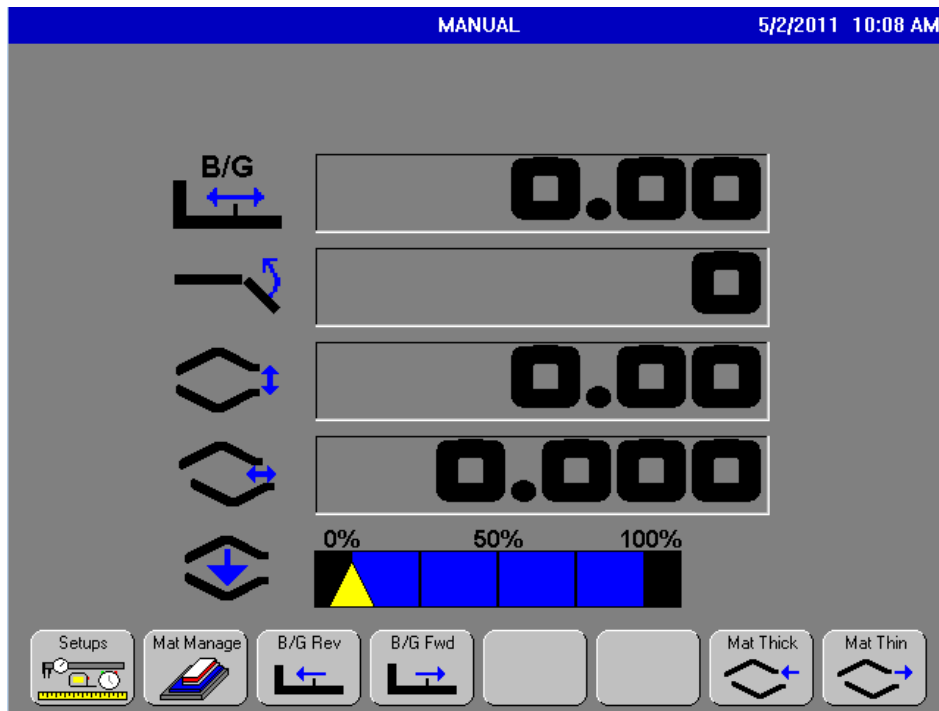 MANUAL 5/2/2011 10:08 AM
B/G
0.00
0
0.00
0.000
0% 50% 100%
Setups Mat Manage B/G Rev B/G Fwd Mat Thick Mat Thin